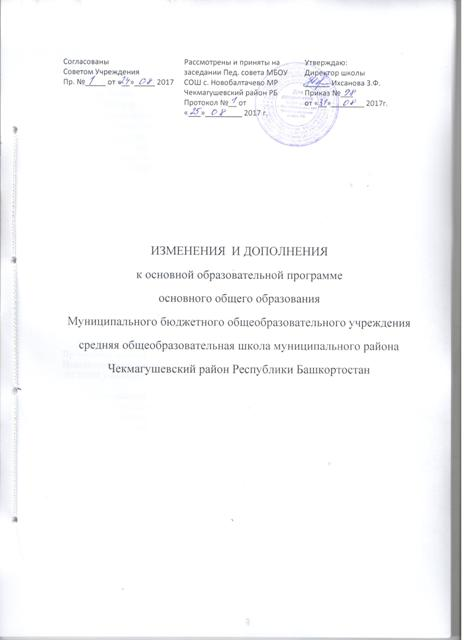 Согласованы
Советом Учреждения
Пр. № 1 от «24» 08 2017
Рассмотрены и приняты на
заседании Пед. совета МБОУ
СОШ с. Новобалтачево МР
Чекмагушевский район РБ
Протокол № 1 от
« 25 » 08 2017 г.
Утверждаю:
Директор школы
Ихсанова З.Ф.
Приказ № 98
от «31» 08 2017г.
ИЗМЕНЕНИЯ И ДОПОЛНЕНИЯ
к основной образовательной программе
основного общего образования
Муниципального бюджетного общеобразовательного учреждения
средняя общеобразовательная школа муниципального района
Чекмагушевский район Республики Башкортостан